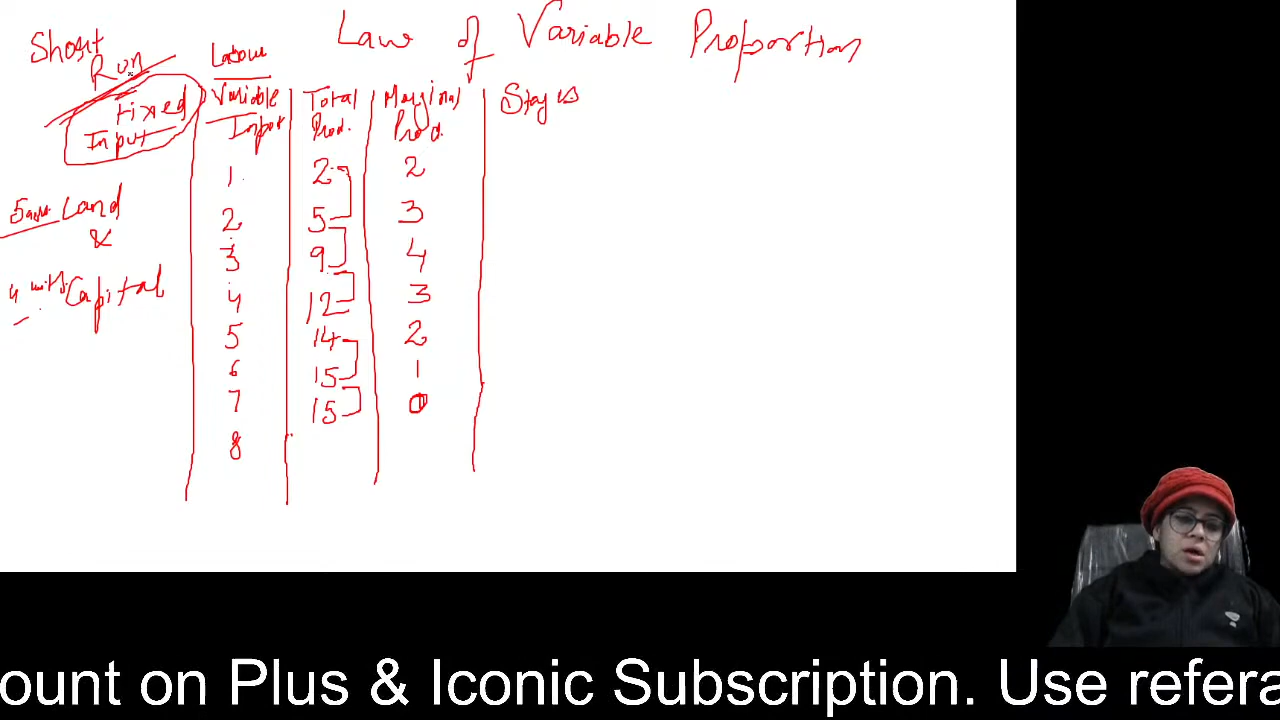 Law of Variable Proportion
Short
Run
Labour
Fixed
Input
Variable
Input
Total
Prod.
Marginal
Prod.
Stages
1 2 2
2 5 3
3 9 4
4 12 3
5 14 2
6 15 1
7 15 0
8
Land
&
4 units Capital
ount on Plus & Iconic Subscription. Use refera